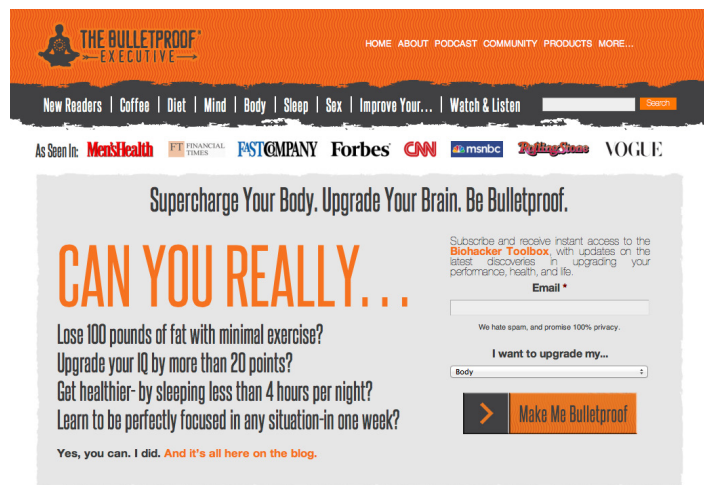 THE BULLETPROOF®
EXECUTIVE
HOME ABOUT PODCAST COMMUNITY PRODUCTS MORE...
New Readers | Coffee | Diet | Mind | Body | Sleep | Sex | Improve Your... | Watch & Listen
Search
As Seen In: Men'sHealth FT FINANCIAL TIMES FAST COMPANY Forbes CNN msnbc RollingStone VOGUE
Supercharge Your Body. Upgrade Your Brain. Be Bulletproof.
CAN YOU REALLY...
Lose 100 pounds of fat with minimal exercise?
Upgrade your IQ by more than 20 points?
Get healthier- by sleeping less than 4 hours per night?
Learn to be perfectly focused in any situation-in one week?
Yes, you can. I did. And it's all here on the blog.
Subscribe and receive instant access to the
Biohacker Toolbox, with updates on the
latest discoveries in upgrading your
performance, health, and life.
Email *
We hate spam, and promise 100% privacy.
I want to upgrade my...
Body
Make Me Bulletproof